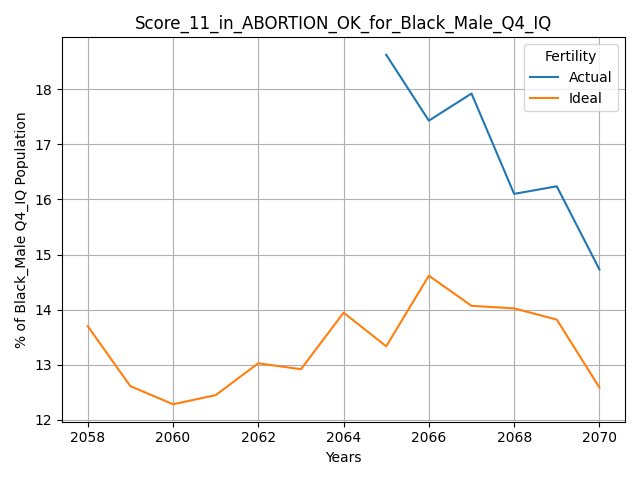 Score_11_in_ABORTION_OK_for_Black_Male_Q4_IQ
Fertility
Actual
Ideal
% of Black_Male Q4_IQ Population
18
17
16
15
14
13
12
2058 2060 2062 2064 2066 2068 2070
Years